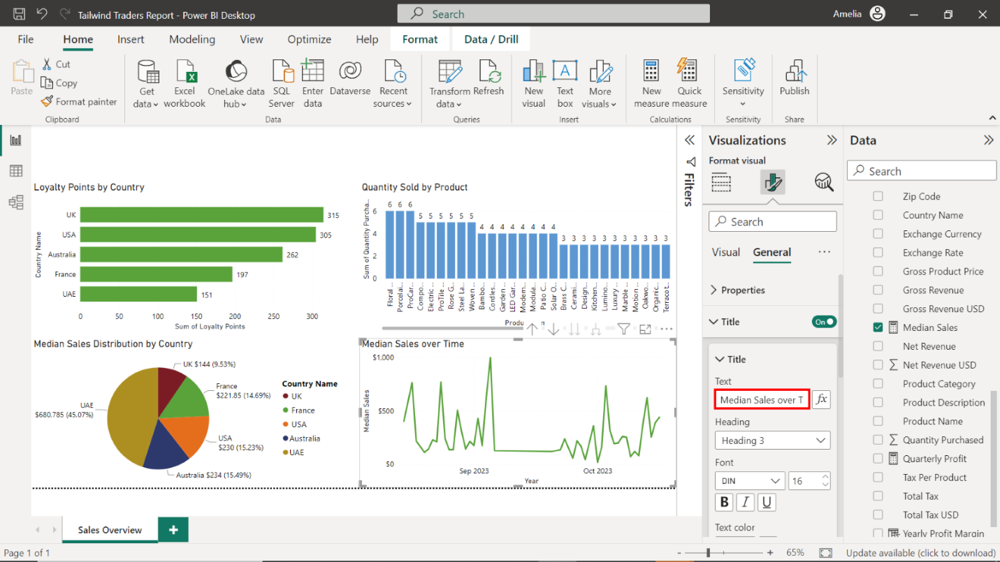 Tailwind Traders Report - Power BI Desktop
Search
Amelia
File Home Insert Modeling View Optimize Help Format Data / Drill
Paste
Cut
Copy
Format painter
Clipboard
Get data
Excel workbook
OneLake data hub
SQL Server
Enter data
Dataverse
Recent sources
Data
Transform data
Refresh
Queries
New visual
Text box
More visuals
Insert
New measure
Quick measure
Calculations
Sensitivity
Sensitivity
Publish
Share
Loyalty Points by Country
Country Name
UK 315
USA 305
Australia 262
France 197
UAE 151
0 50 100 150 200 250 300
Sum of Loyalty Points
Quantity Sold by Product
Sum of Quantity Purcha...
6
4
2
0
6 6 6 5 5 5 5 5 5 4 4 4 4 4 4 4 4 3 3 3 3 3 3 3 3 3 3 3
Floral ...
Porcelai...
ProCar...
Compo...
Electric ...
ProTile ...
Rose G...
Steel La...
Woven ...
Bambo...
Cordles...
Garden ...
LED Gar...
Modern...
Modula...
Patio C...
Solar O...
Brass C...
Cerami...
Design...
Kitchen...
Lumino...
Luxury ...
Marble ...
Motion ...
Oakwo...
Organic...
Terracot...
Median Sales Distribution by Country
UK $144 (9.53%)
France
$221.85 (14.69%)
USA
$230 (15.23%)
Australia $234 (15.49%)
UAE
$680.785 (45.07%)
Country Name
UK
France
USA
Australia
UAE
Median Sales over Time
Median Sales
$1,000
$500
$0
Sep 2023 Oct 2023
Year
Filters
Visualizations
Format visual
Search
Visual General
Properties
Title On
Title
Text
Median Sales over T
fx
Heading
Heading 3
Font
DIN 16
B I U
Text color
Data
Search
Zip Code
Country Name
Exchange Currency
Exchange Rate
Gross Product Price
Gross Revenue
Gross Revenue USD
Median Sales
Net Revenue
Net Revenue USD
Product Category
Product Description
Product Name
Quantity Purchased
Quarterly Profit
Tax Per Product
Total Tax
Total Tax USD
Yearly Profit Margin
Sales Overview
Page 1 of 1
- + 65%
Update available (click to download)